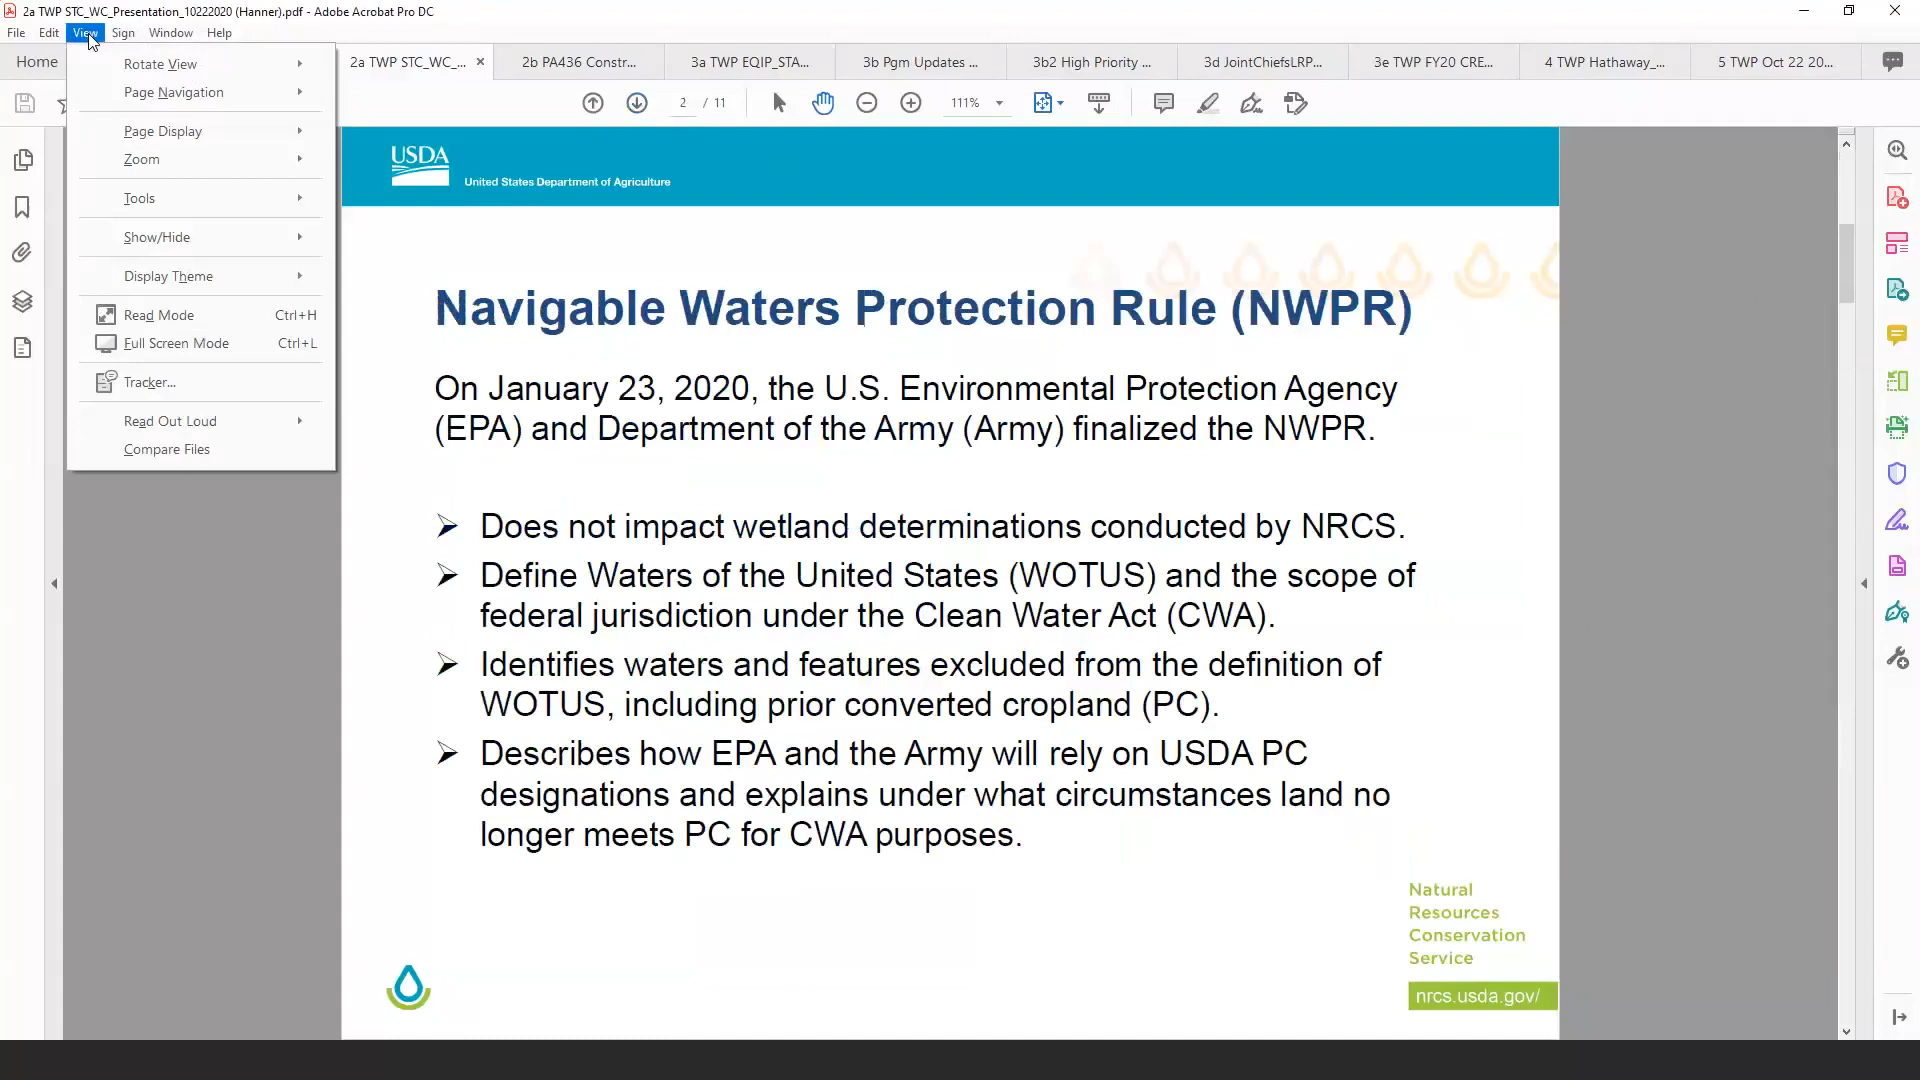 2a TWP STC_WC_Presentation_10222020 (Hanner).pdf - Adobe Acrobat Pro DC
File Edit View Sign Window Help
Home 2a TWP STC_WC_... × 2b PA436 Constr... 3a TWP EQIP_STA... 3b Pgm Updates ... 3b2 High Priority ... 3d JointChiefsLRP... 3e TWP FY20 CRE... 4 TWP Hathaway_... 5 TWP Oct 22 20...
2 / 11 111%
Rotate View
Page Navigation
Page Display
Zoom
Tools
Show/Hide
Display Theme
Read Mode Ctrl+H
Full Screen Mode Ctrl+L
Tracker...
Read Out Loud
Compare Files
USDA
United States Department of Agriculture
Navigable Waters Protection Rule (NWPR)
On January 23, 2020, the U.S. Environmental Protection Agency
(EPA) and Department of the Army (Army) finalized the NWPR.
➢ Does not impact wetland determinations conducted by NRCS.
➢ Define Waters of the United States (WOTUS) and the scope of
federal jurisdiction under the Clean Water Act (CWA).
➢ Identifies waters and features excluded from the definition of
WOTUS, including prior converted cropland (PC).
➢ Describes how EPA and the Army will rely on USDA PC
designations and explains under what circumstances land no
longer meets PC for CWA purposes.
Natural
Resources
Conservation
Service
nrcs.usda.gov/